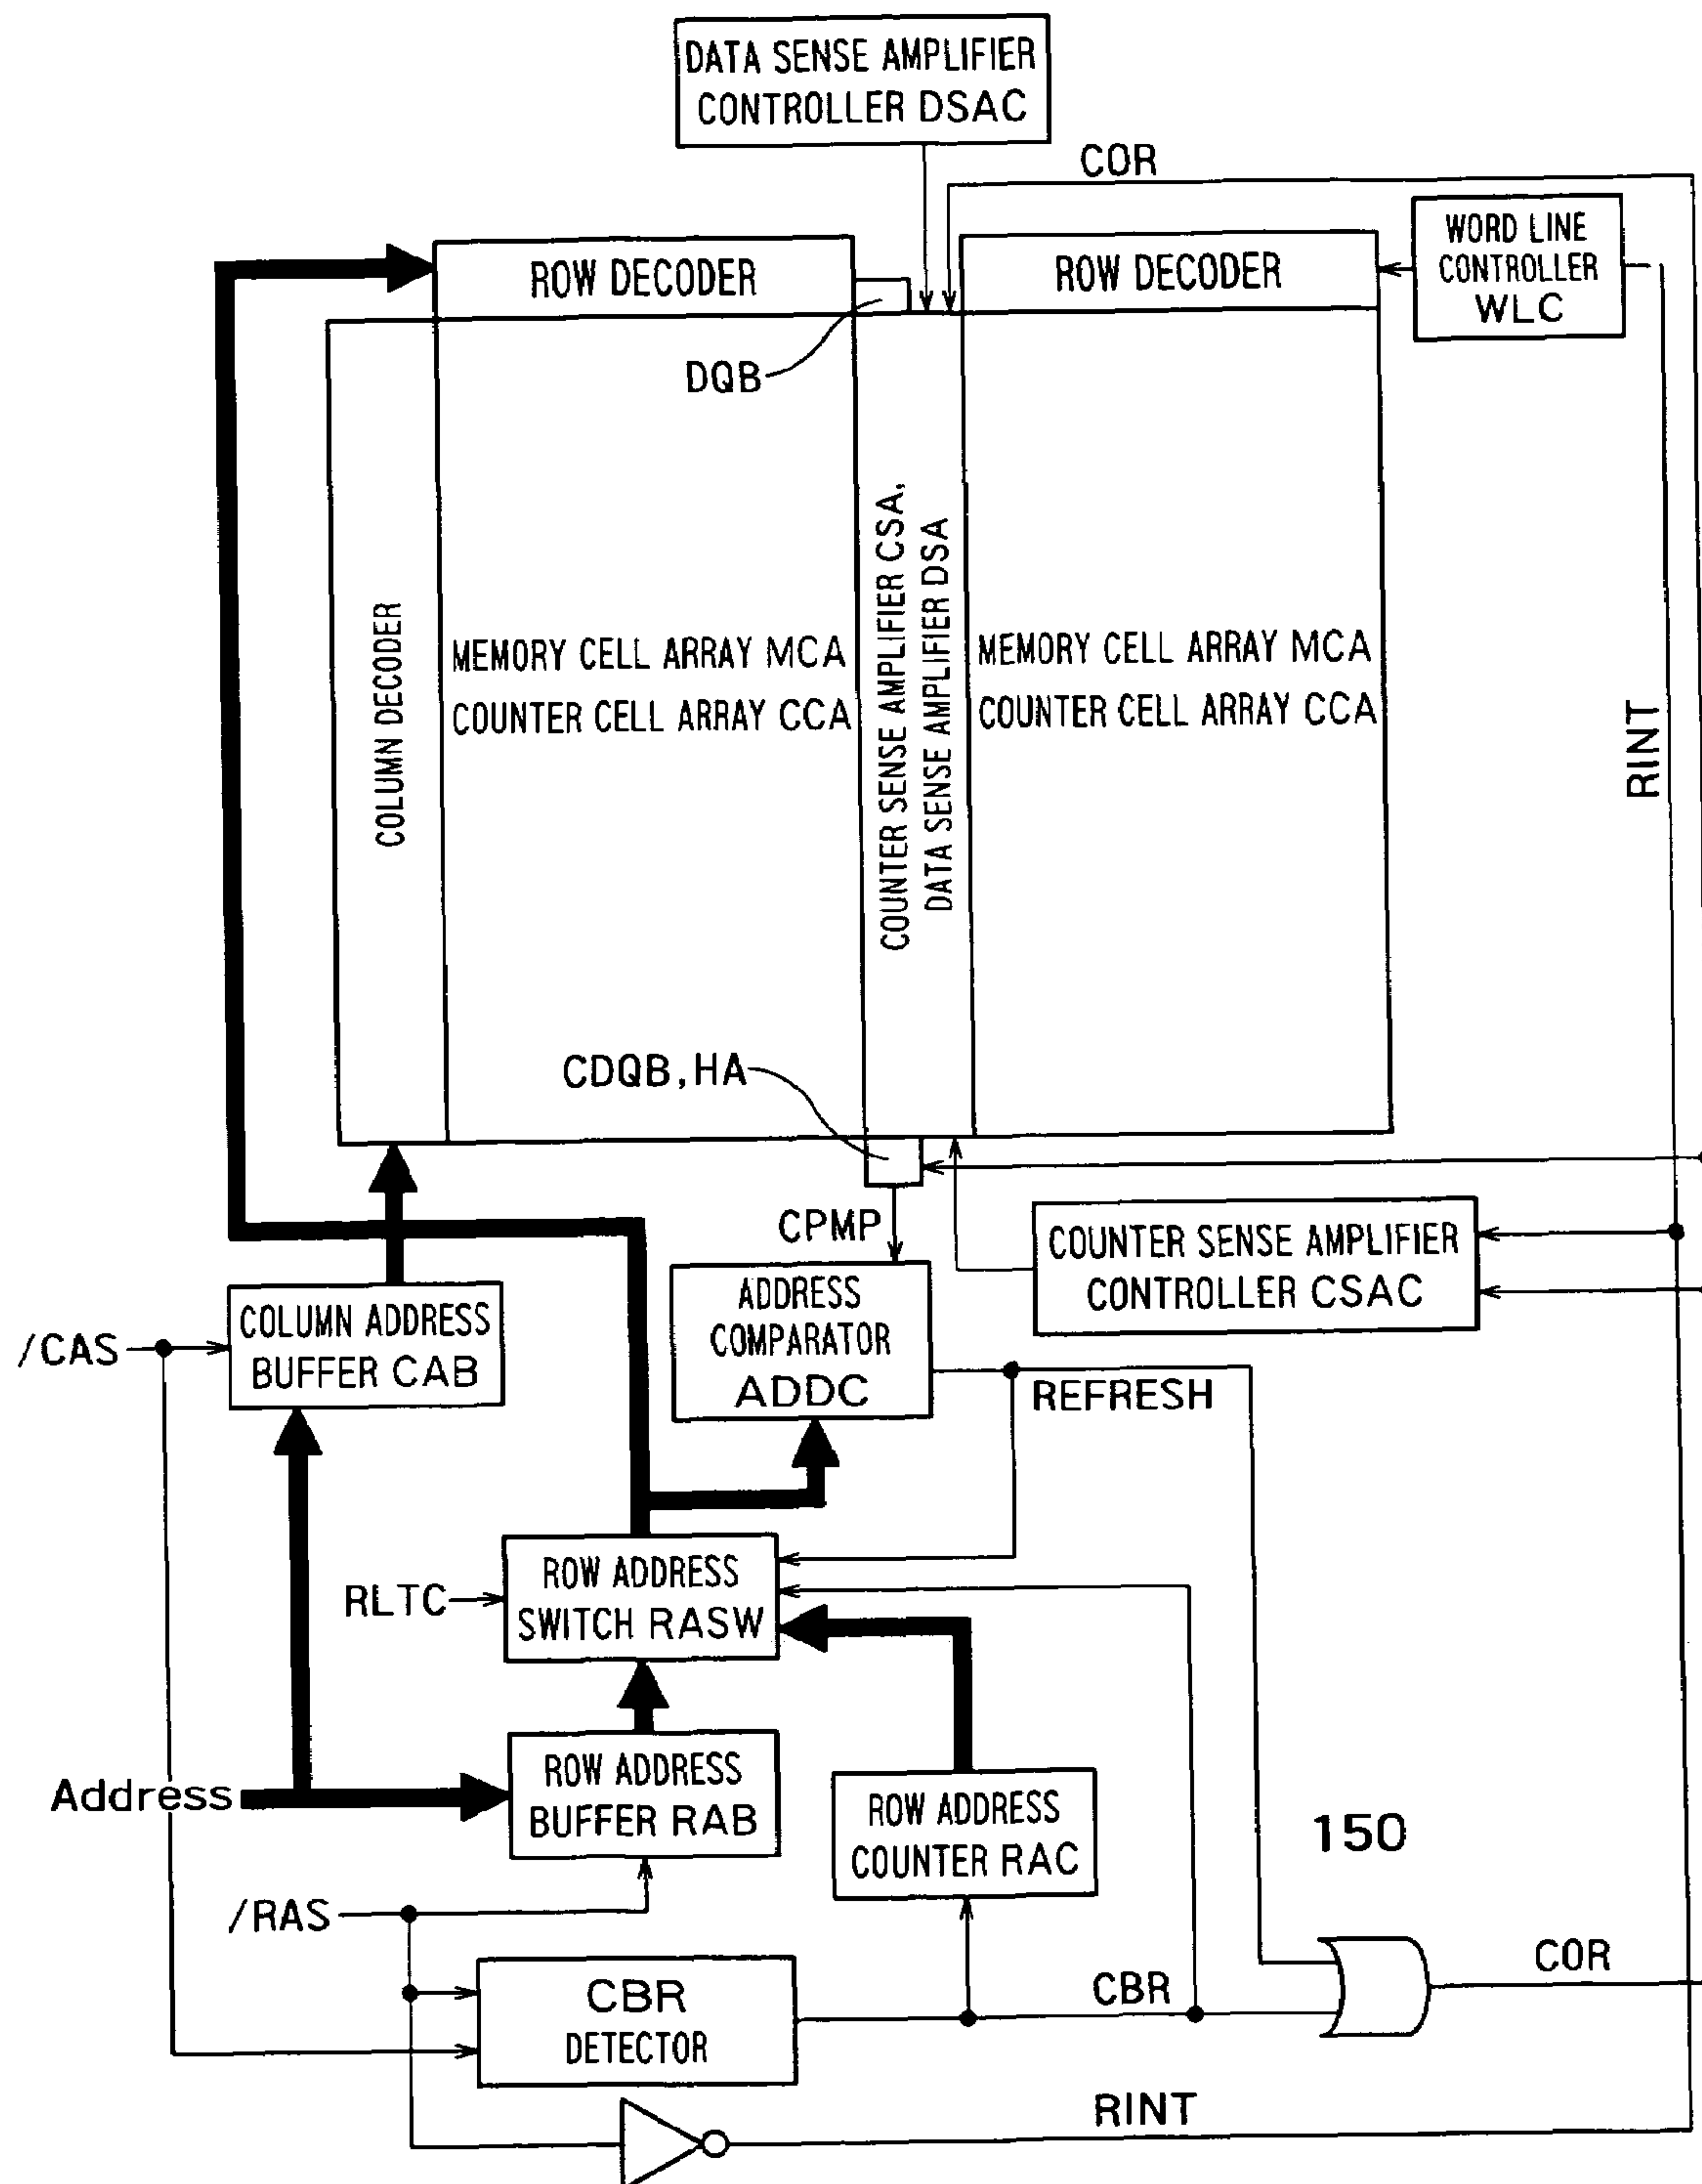 DATA SENSE AMPLIFIER
CONTROLLER DSAC
COR
WORD LINE
CONTROLLER
WLC
ROW DECODER
ROW DECODER
DQB
COLUMN DECODER
MEMORY CELL ARRAY MCA
COUNTER CELL ARRAY CCA
COUNTER SENSE AMPLIFIER CSA,
DATA SENSE AMPLIFIER DSA
MEMORY CELL ARRAY MCA
COUNTER CELL ARRAY CCA
RINT
CDQB,HA
CPMP
COUNTER SENSE AMPLIFIER
CONTROLLER CSAC
ADDRESS
COMPARATOR
ADDC
COLUMN ADDRESS
BUFFER CAB
/CAS
REFRESH
ROW ADDRESS
SWITCH RASW
RLTC
ROW ADDRESS
BUFFER RAB
Address
ROW ADDRESS
COUNTER RAC
150
/RAS
CBR
DETECTOR
CBR
COR
RINT